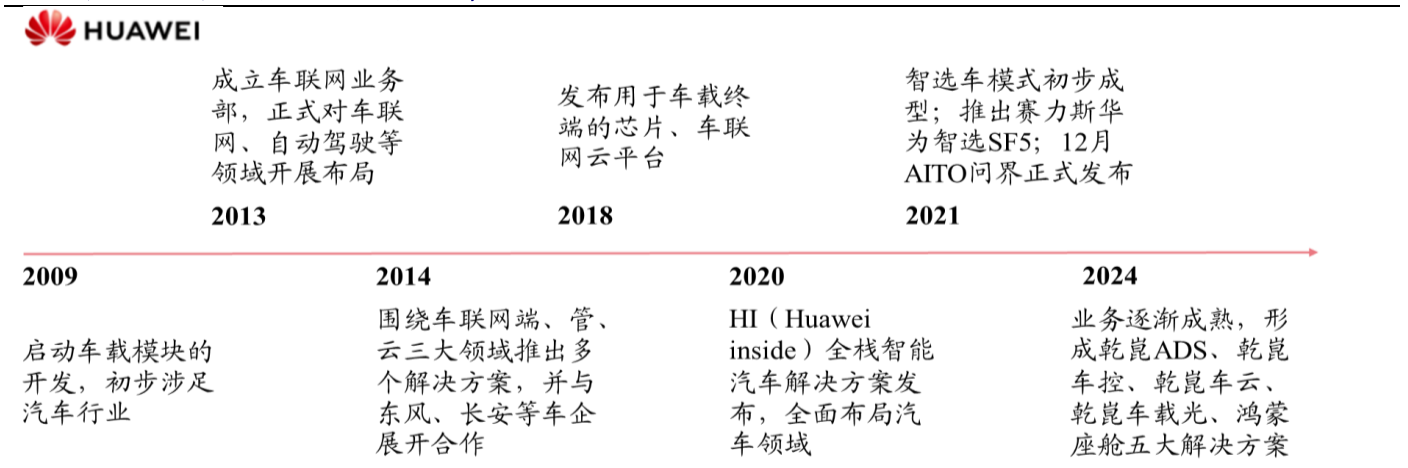 HUAWEI
成立车联网业务
部，正式对车联
网、自动驾驶等
领域开展布局
2013
发布用于车载终
端的芯片、车联
网云平台
2018
智选车模式初步成
型；推出赛力斯华
为智选SF5；12月
AITO问界正式发布
2021
2009
启动车载模块的
开发，初步涉足
汽车行业
2014
围绕车联网端、管、
云三大领域推出多
个解决方案，并与
东风、长安等车企
展开合作
2020
HI（Huawei
inside）全栈智能
汽车解决方案发
布，全面布局汽
车领域
2024
业务逐渐成熟，形
成乾崑ADS、乾崑
车控、乾崑车云、
乾崑车载光、鸿蒙
座舱五大解决方案